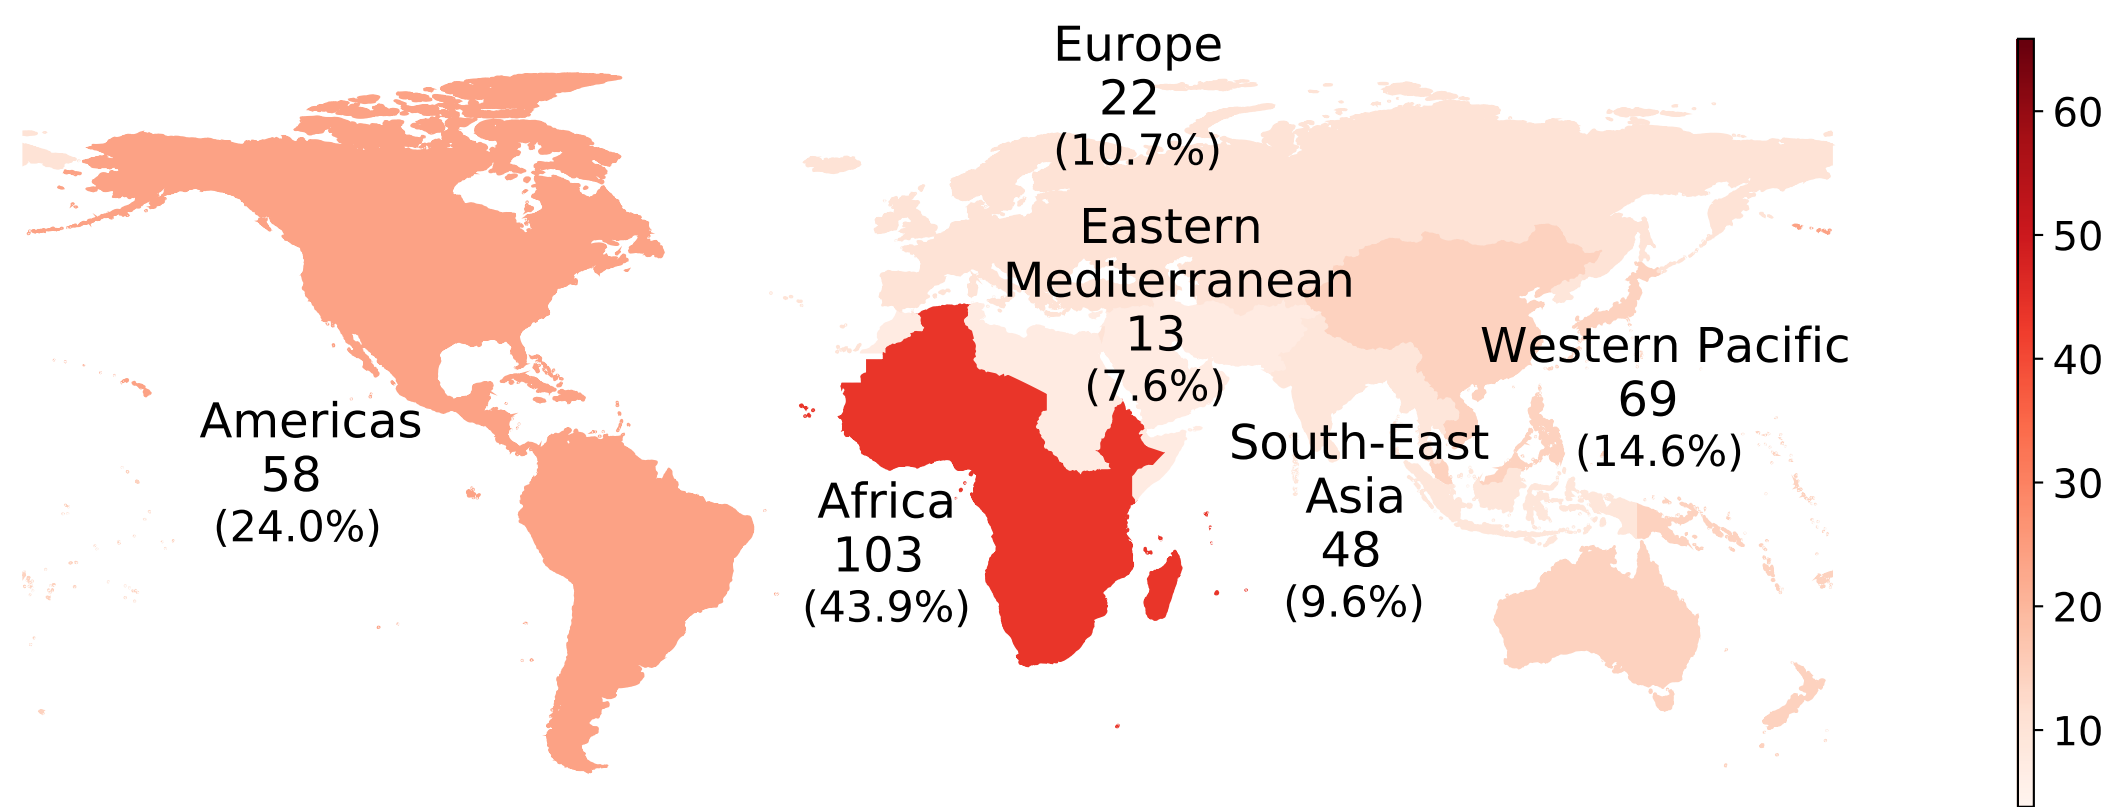 Europe
22
(10.7%)
Eastern
Mediterranean
13
(7.6%)
Western Pacific
69
(14.6%)
Americas
58
(24.0%)
South-East
Asia
48
(9.6%)
Africa
103
(43.9%)
60
50
40
30
20
10